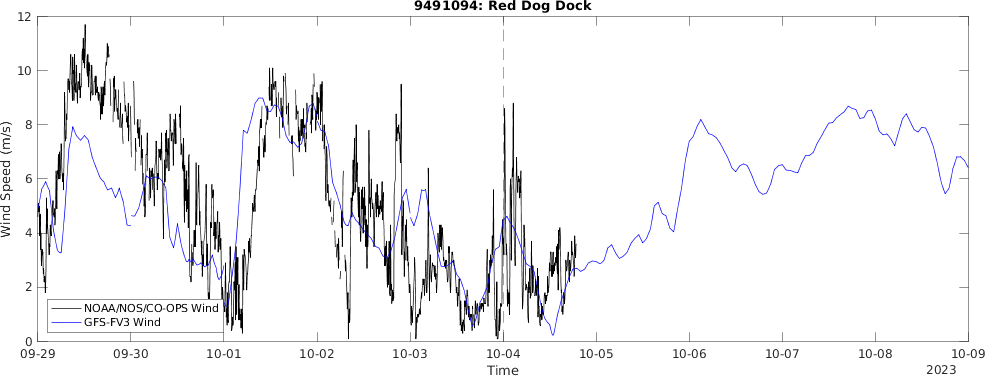 9491094: Red Dog Dock
Wind Speed (m/s)
12
10
8
6
4
2
0
NOAA/NOS/CO-OPS Wind
GFS-FV3 Wind
09-29 09-30 10-01 10-02 10-03 10-04 10-05 10-06 10-07 10-08 10-09
Time
2023